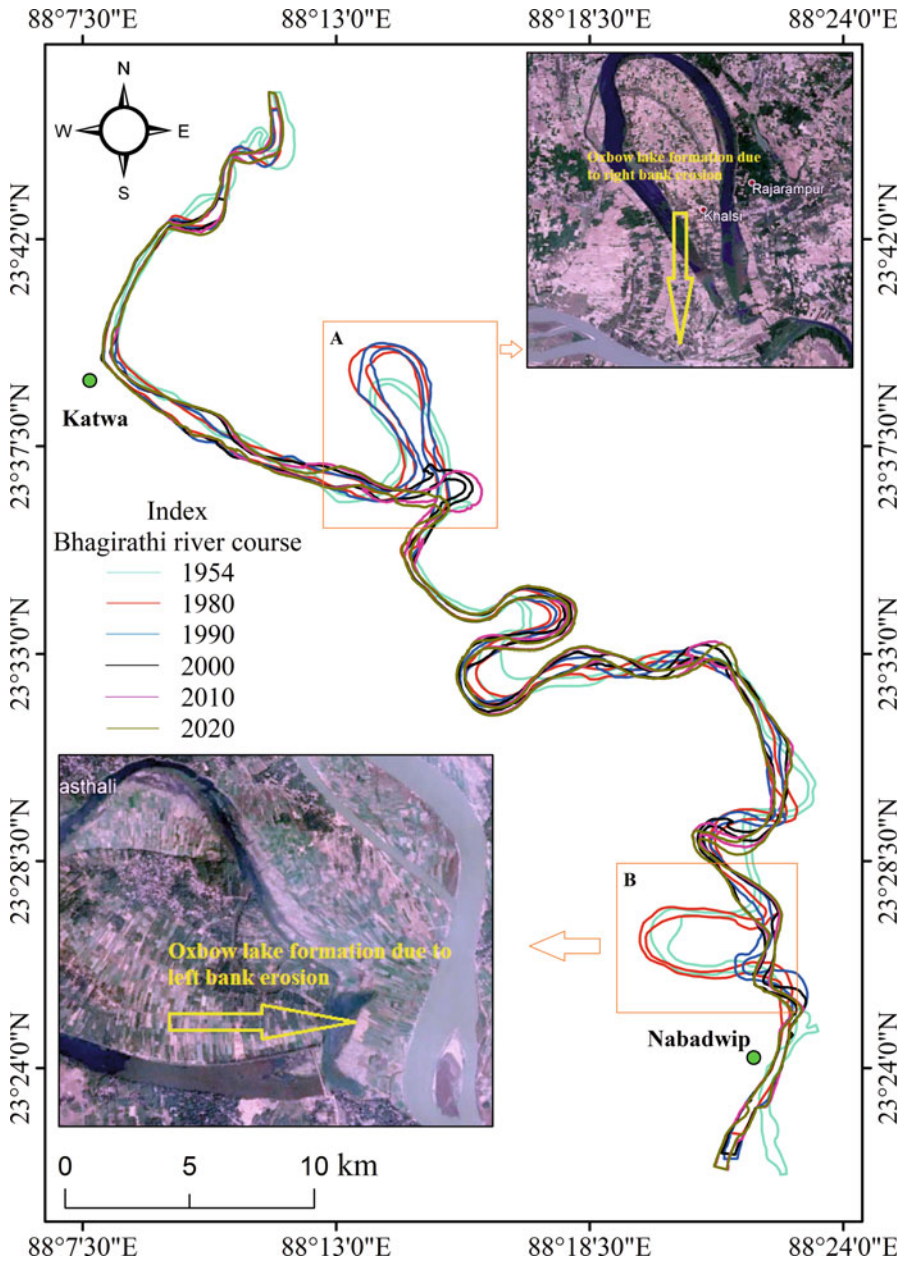 88°7'30"E 88°13'0"E 88°18'30"E 88°24'0"E
N
W E
S
Oxbow lake formation due
to right bank erosion
Rajarampur
Khalsi
23°42'0"N 23°42'0"N
A
Katwa
23°37'30"N 23°37'30"N
Index
Bhagirathi river course
1954
1980
1990
2000
2010
2020
23°33'0"N 23°33'0"N
asthali
Oxbow lake formation due to
left bank erosion
23°28'30"N 23°28'30"N
B
Nabadwip
23°24'0"N 23°24'0"N
0 5 10 km
88°7'30"E 88°13'0"E 88°18'30"E 88°24'0"E